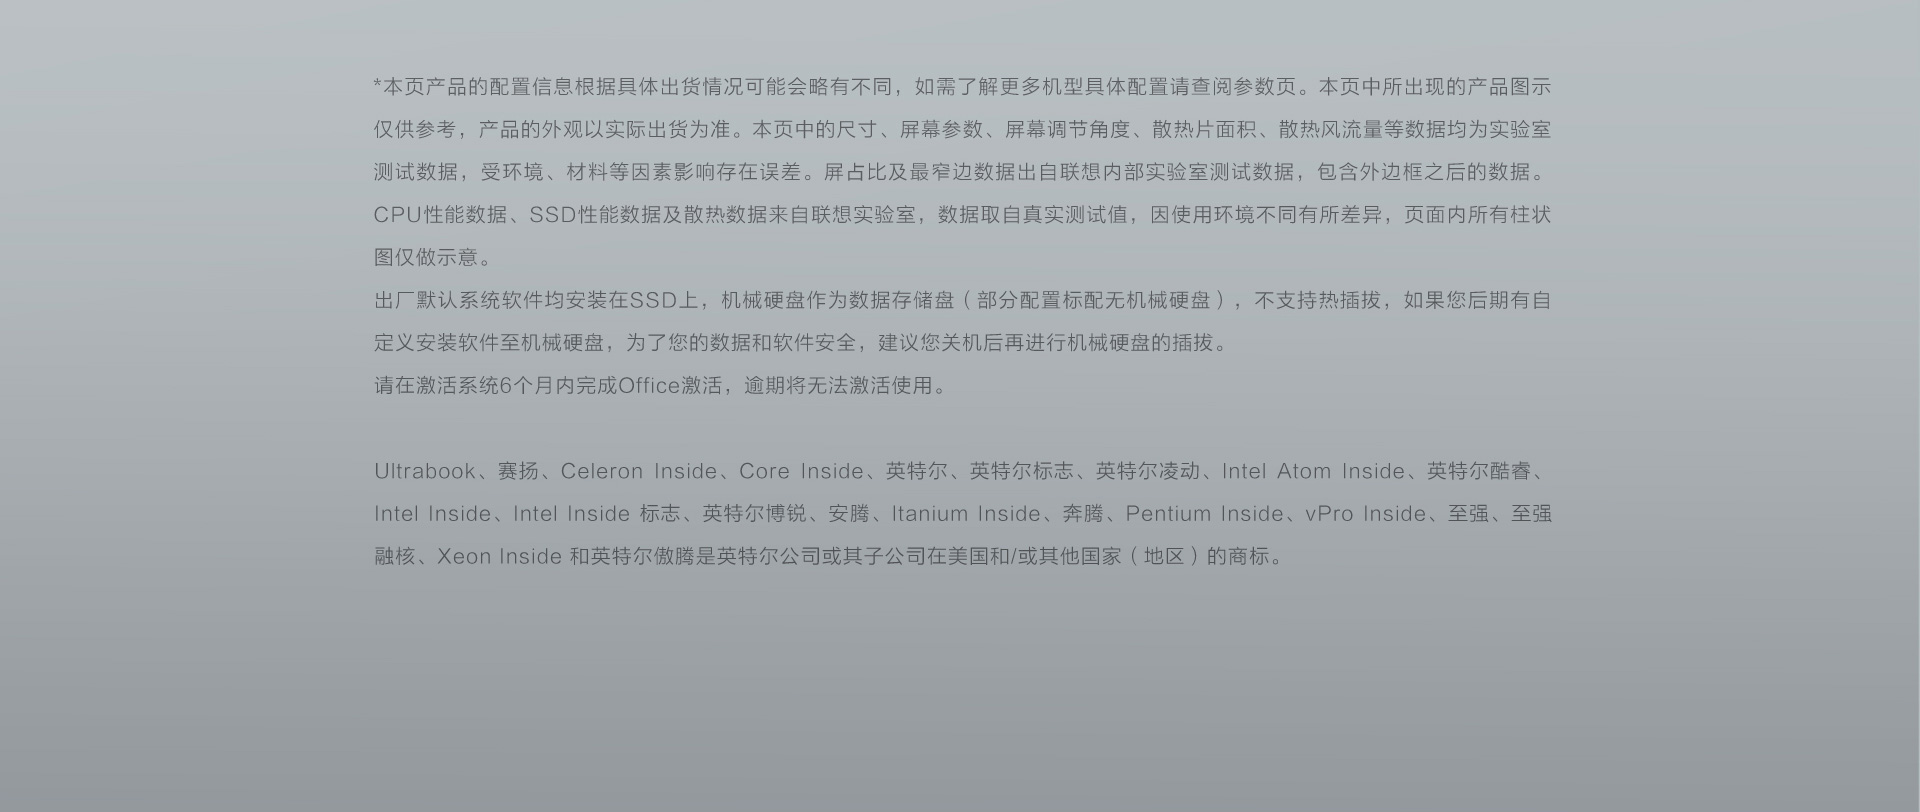 *本页产品的配置信息根据具体出货情况可能会略有不同，如需了解更多机型具体配置请查阅参数页。本页中所出现的产品图示
仅供参考，产品的外观以实际出货为准。本页中的尺寸、屏幕参数、屏幕调节角度、散热片面积、散热风流量等数据均为实验室
测试数据，受环境、材料等因素影响存在误差。屏占比及最窄边数据出自联想内部实验室测试数据，包含外边框之后的数据。
CPU性能数据、SSD性能数据及散热数据来自联想实验室，数据取自真实测试值，因使用环境不同有所差异，页面内所有柱状
图仅做示意。
出厂默认系统软件均安装在SSD上，机械硬盘作为数据存储盘（部分配置标配无机械硬盘），不支持热插拔，如果您后期有自
定义安装软件至机械硬盘，为了您的数据和软件安全，建议您关机后再进行机械硬盘的插拔。
请在激活系统6个月内完成Office激活，逾期将无法激活使用。
Ultrabook、赛扬、Celeron Inside、Core Inside、英特尔、英特尔标志、英特尔凌动、Intel Atom Inside、英特尔酷睿、
Intel Inside、Intel Inside 标志、英特尔博锐、安腾、Itanium Inside、奔腾、Pentium Inside、vPro Inside、至强、至强
融核、Xeon Inside 和英特尔傲腾是英特尔公司或其子公司在美国和/或其他国家（地区）的商标。